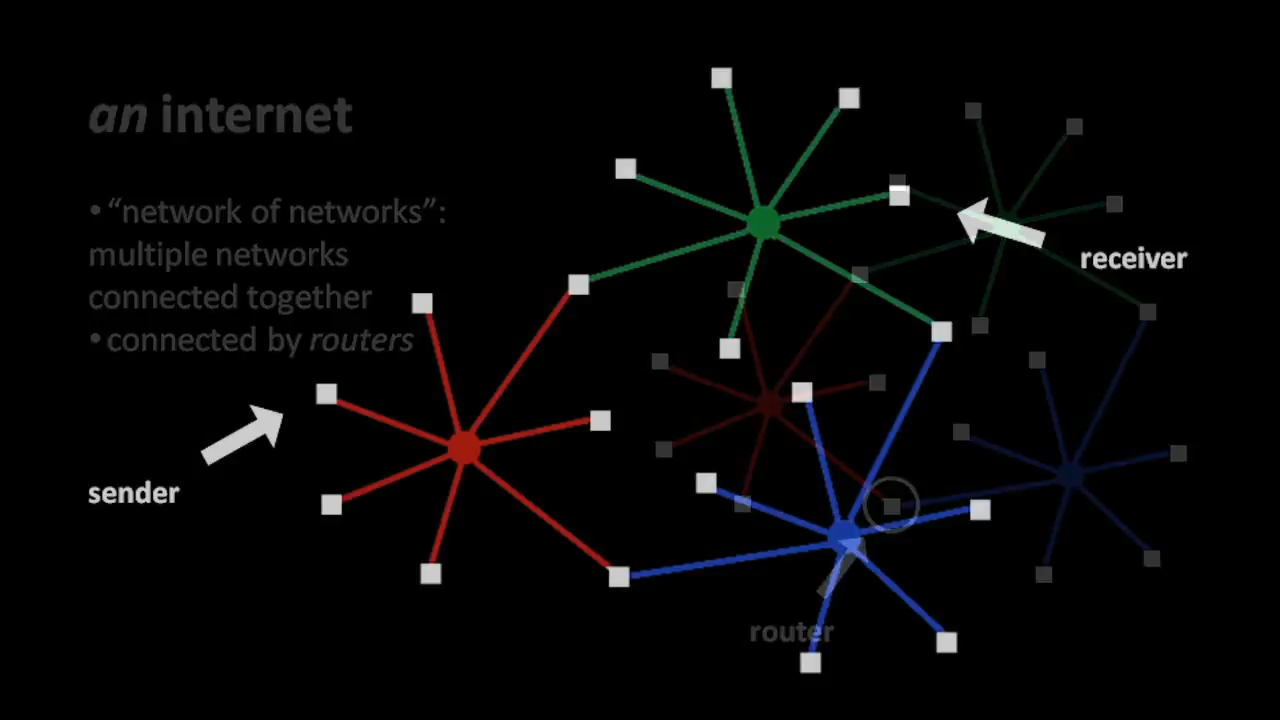 an internet
• “network of networks”:
multiple networks
connected together
• connected by routers
receiver
sender
router